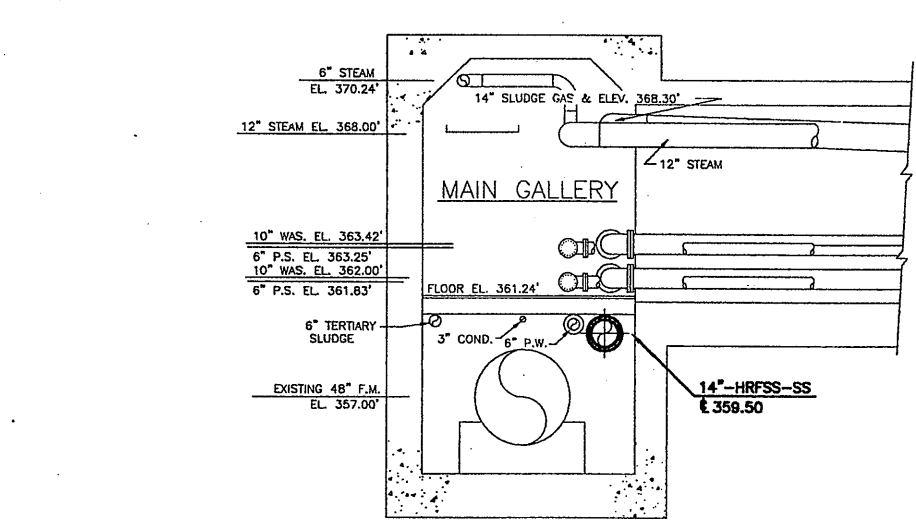 6" STEAM
EL. 370.24'
14" SLUDGE GAS & ELEV. 368.30'
12" STEAM EL. 368.00'
12" STEAM
MAIN GALLERY
10" WAS. EL. 363.42'
6" P.S. EL. 363.25'
10" WAS. EL. 362.00'
6" P.S. EL. 361.83'
FLOOR EL. 361.24'
6" TERTIARY
SLUDGE
3" COND.
6" P.W.
14"-HRFSS-SS
℄ 359.50
EXISTING 48" F.M.
EL. 357.00'